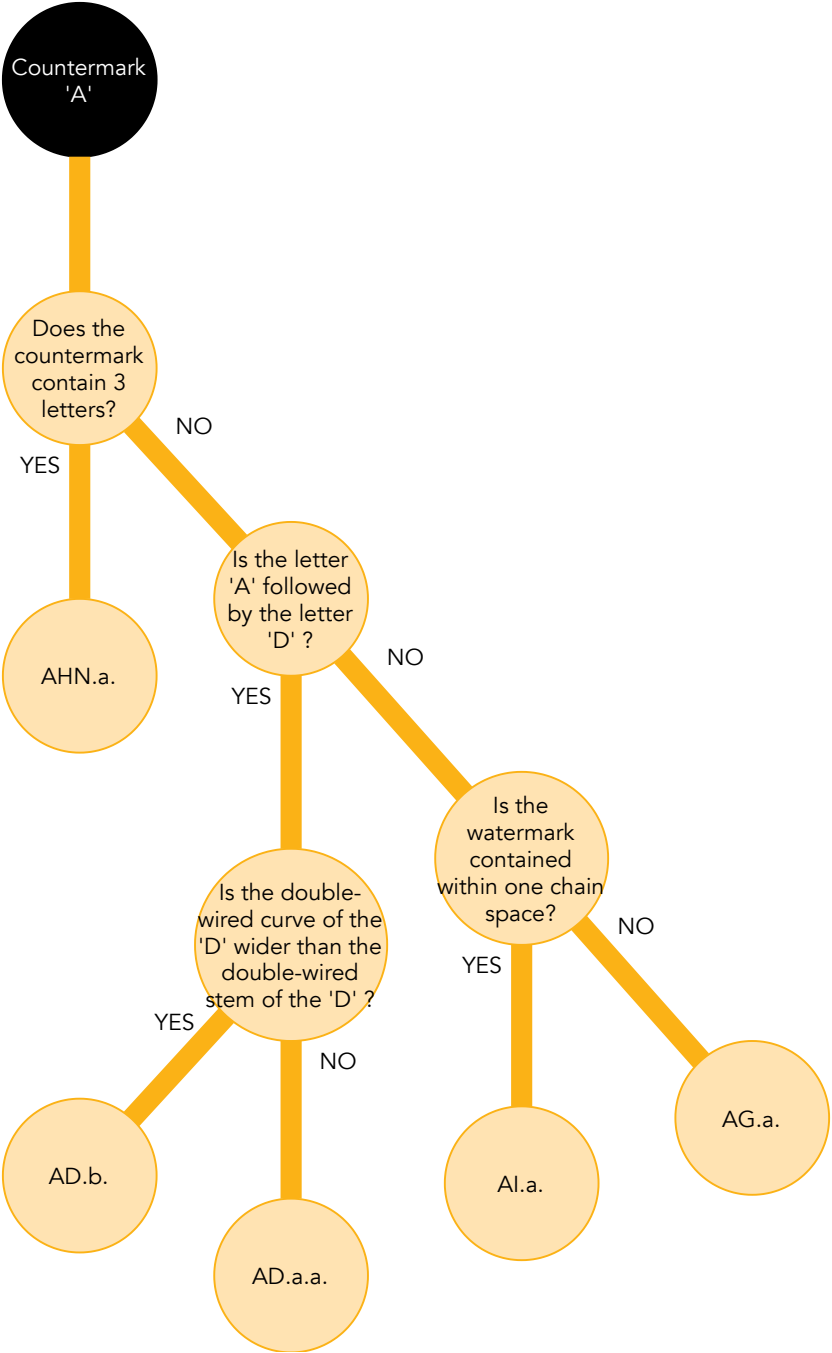 Countermark
'A'
Does the
countermark
contain 3
letters?
NO
YES
Is the letter
'A' followed
by the letter
'D' ?
AHN.a.
NO
YES
Is the
watermark
contained
within one chain
space?
Is the double-
wired curve of the
'D' wider than the
double-wired
stem of the 'D' ?
NO
YES
YES
NO
AG.a.
AD.b.
AI.a.
AD.a.a.